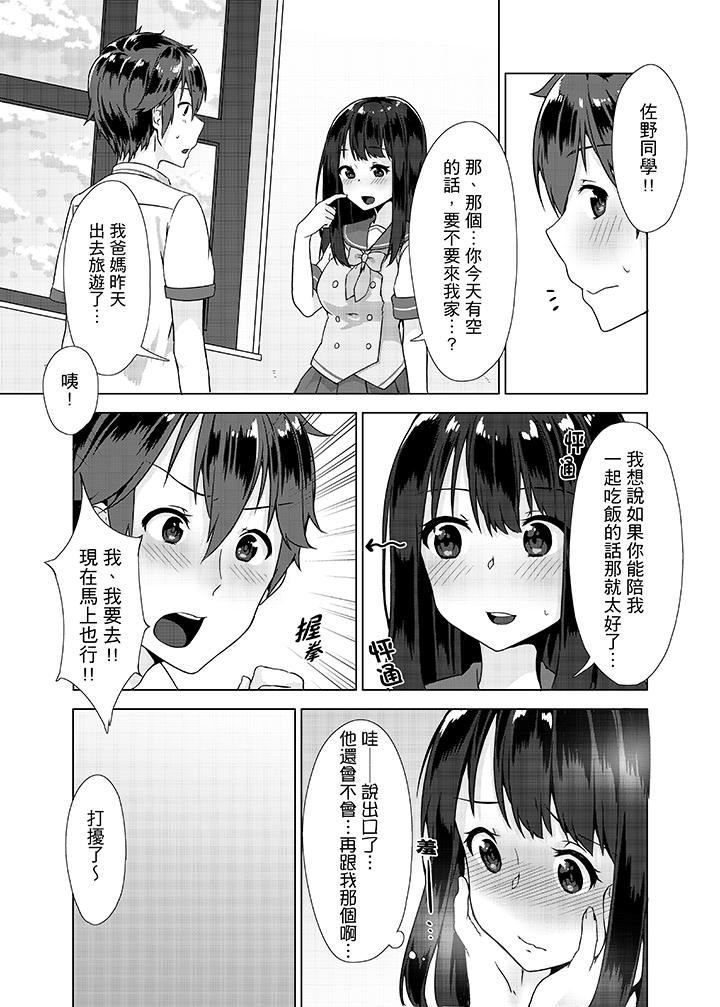 佐野同學!!
那、那個…你今天有空
的話，要不要來我家…?
我爸媽昨天
出去旅遊了…
咦!
怦通
我想說如果你能陪我
一起吃飯的話那就太好了…
怦通
我、我要去!!
現在馬上也行!!
握拳
哇──說出口了…
他還會不會…再跟我那個啊…
羞
打擾了~